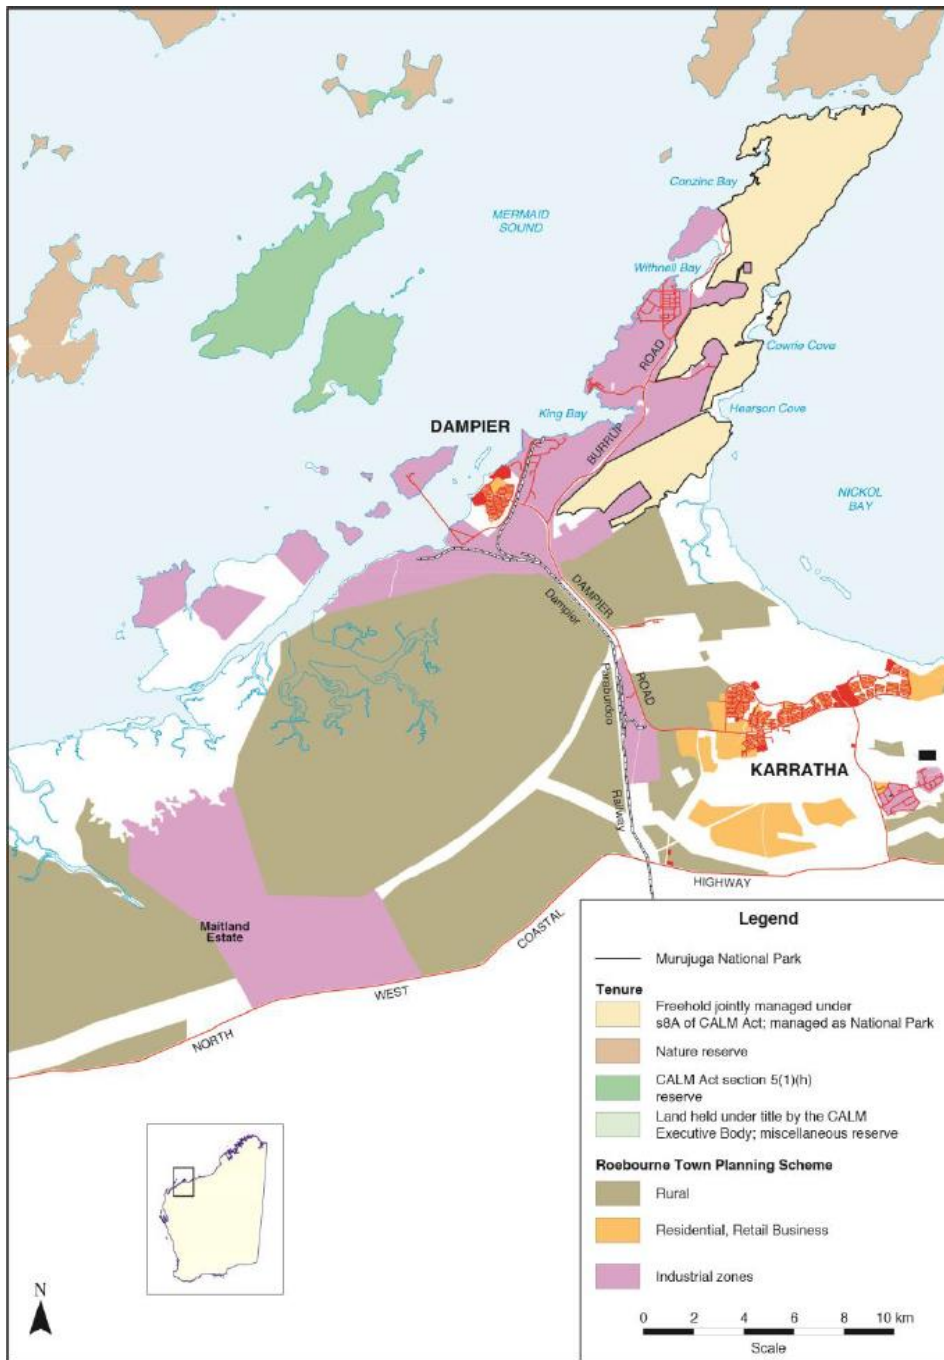 Conzinc Bay
MERMAID
SOUND
Withnell Bay
ROAD
Cowrie Cove
Hearson Cove
King Bay
DAMPIER
BURRUP
NICKOL
BAY
DAMPIER
Dampier
ROAD
Paraburdoo
KARRATHA
Railway
HIGHWAY
COASTAL
Maitland
Estate
WEST
NORTH
Legend
Murujuga National Park
Tenure
Freehold jointly managed under
s8A of CALM Act; managed as National Park
Nature reserve
CALM Act section 5(1)(h)
reserve
Land held under title by the CALM
Executive Body; miscellaneous reserve
Roebourne Town Planning Scheme
Rural
Residential, Retail Business
Industrial zones
N
0 2 4 6 8 10 km
Scale